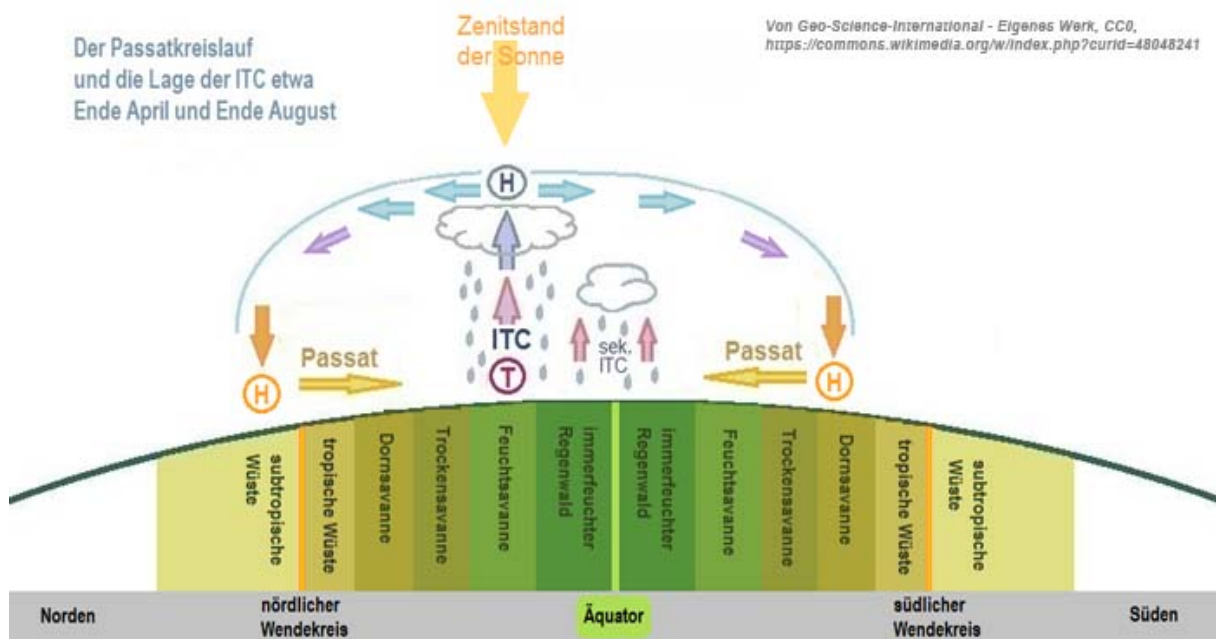 Der Passatkreislauf
und die Lage der ITC etwa
Ende April und Ende August
Zenitstand
der Sonne
Von Geo-Science-International - Eigenes Werk, CC0,
https://commons.wikimedia.org/w/index.php?curid=48048241
H
ITC
T
sek.
ITC
H
Passat
Passat
H
subtropische
Wüste
tropische Wüste
Dornsavanne
Trockensavanne
Feuchtsavanne
immerfeuchter
Regenwald
immerfeuchter
Regenwald
Feuchtsavanne
Trockensavanne
Dornsavanne
tropische Wüste
subtropische
Wüste
Norden
nördlicher
Wendekreis
Äquator
südlicher
Wendekreis
Süden